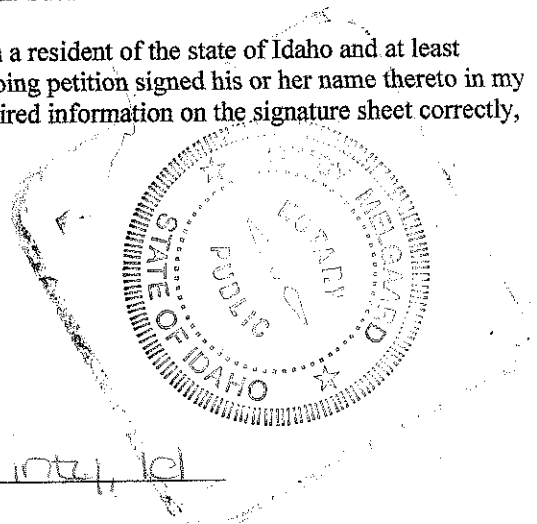 a resident of the state of Idaho and at least
oing petition signed his or her name thereto in my
ired information on the signature sheet correctly,
MELGAARD
NOTARY
PUBLIC
STATE OF IDAHO